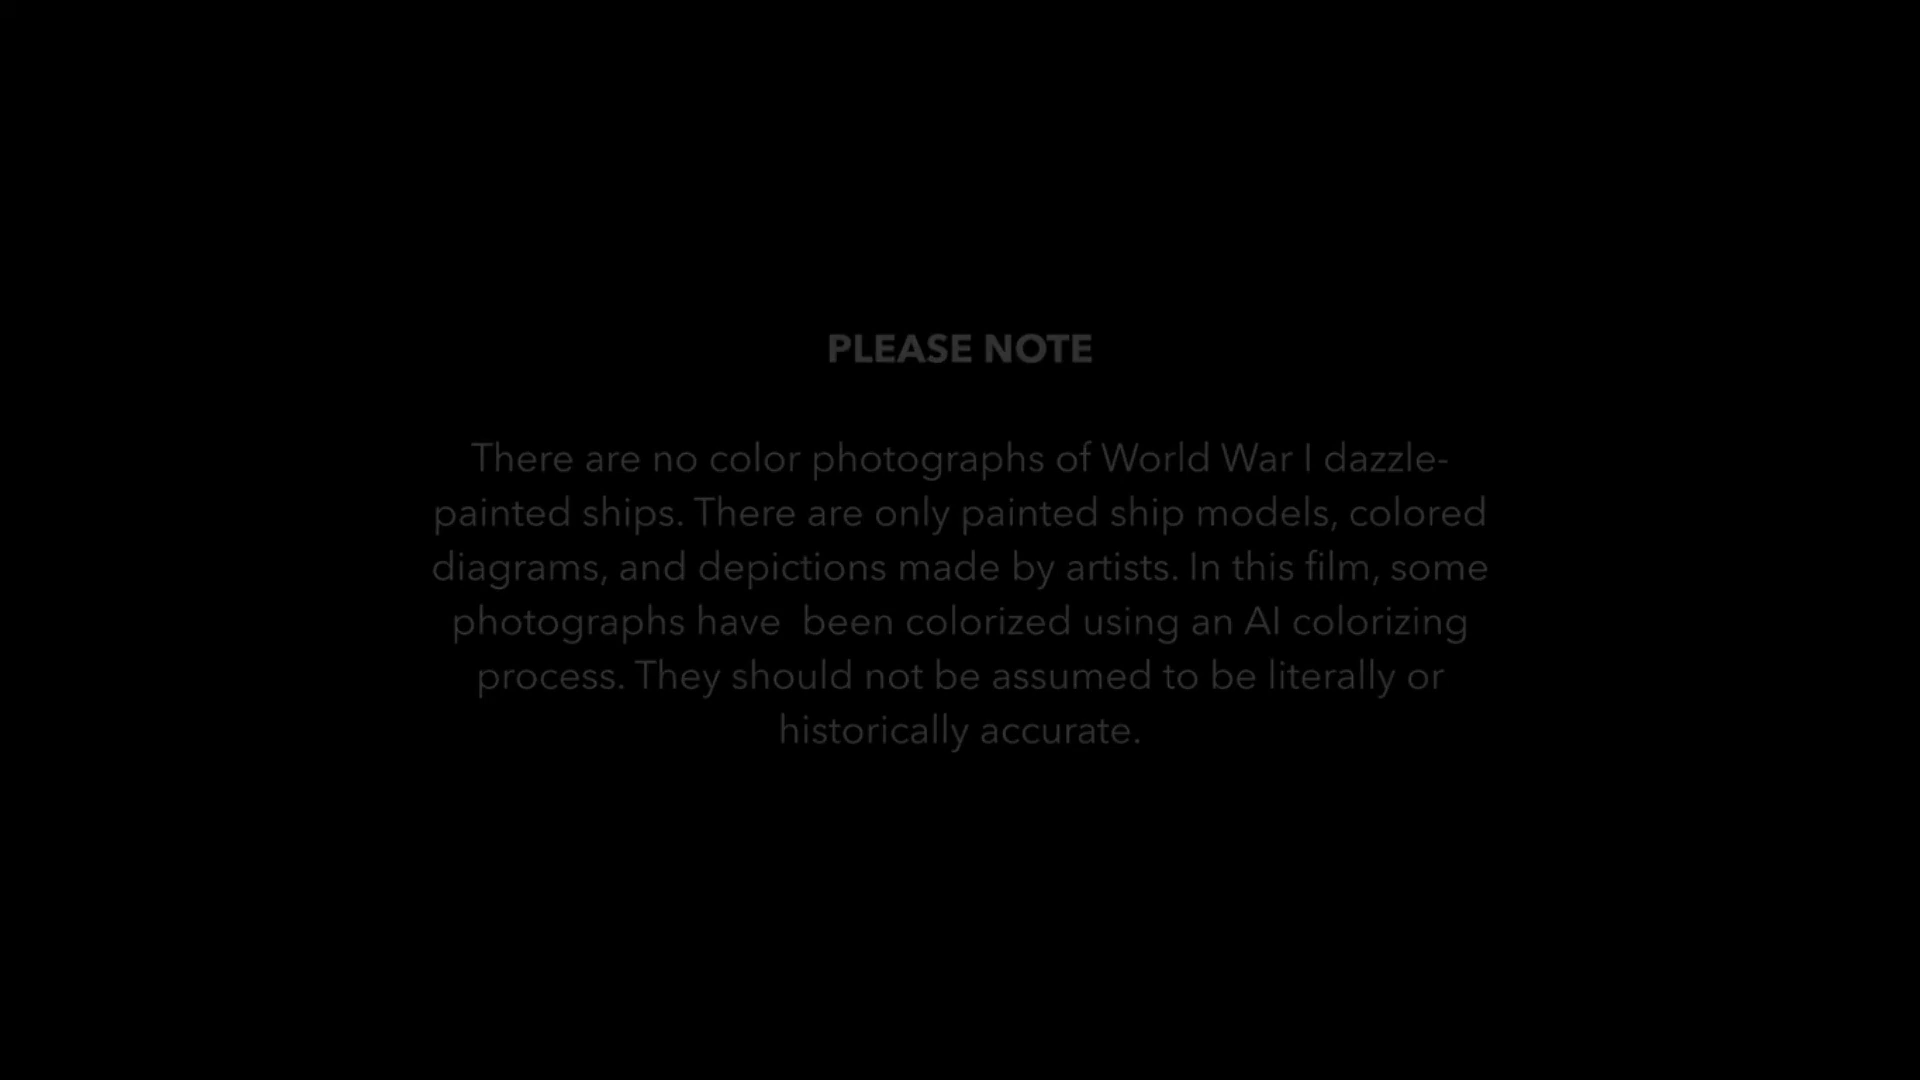 PLEASE NOTE
There are no color photographs of World War I dazzle-
painted ships. There are only painted ship models, colored
diagrams, and depictions made by artists. In this film, some
photographs have  been colorized using an AI colorizing
process. They should not be assumed to be literally or
historically accurate.